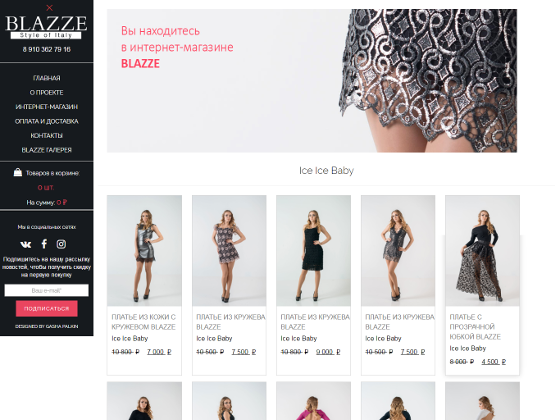 BLAZZE
Style of Italy
8 910 362 79 16
ГЛАВНАЯ
О ПРОЕКТЕ
ИНТЕРНЕТ-МАГАЗИН
ОПЛАТА И ДОСТАВКА
КОНТАКТЫ
BLAZZE ГАЛЕРЕЯ
Товаров в корзине:
0 шт.
На сумму: 0 ₽
Мы в социальных сетях
Подпишитесь на нашу рассылку
новостей, чтобы получить скидку
на первую покупку
Ваш e-mail*
ПОДПИСАТЬСЯ
DESIGNED BY GASHA PALKIN
Вы находитесь
в интернет-магазине
BLAZZE
Ice Ice Baby
ПЛАТЬЕ ИЗ КОЖИ С
КРУЖЕВОМ BLAZZE
Ice Ice Baby
10 800 ₽ 7 000 ₽
ПЛАТЬЕ ИЗ КРУЖЕВА
BLAZZE
Ice Ice Baby
10 500 ₽ 7 500 ₽
ПЛАТЬЕ ИЗ КРУЖЕВА
BLAZZE
Ice Ice Baby
10 800 ₽ 9 000 ₽
ПЛАТЬЕ ИЗ КРУЖЕВА
BLAZZE
Ice Ice Baby
10 500 ₽ 7 500 ₽
ПЛАТЬЕ С
ПРОЗРАЧНОЙ
ЮБКОЙ BLAZZE
Ice Ice Baby
8 000 ₽ 4 500 ₽